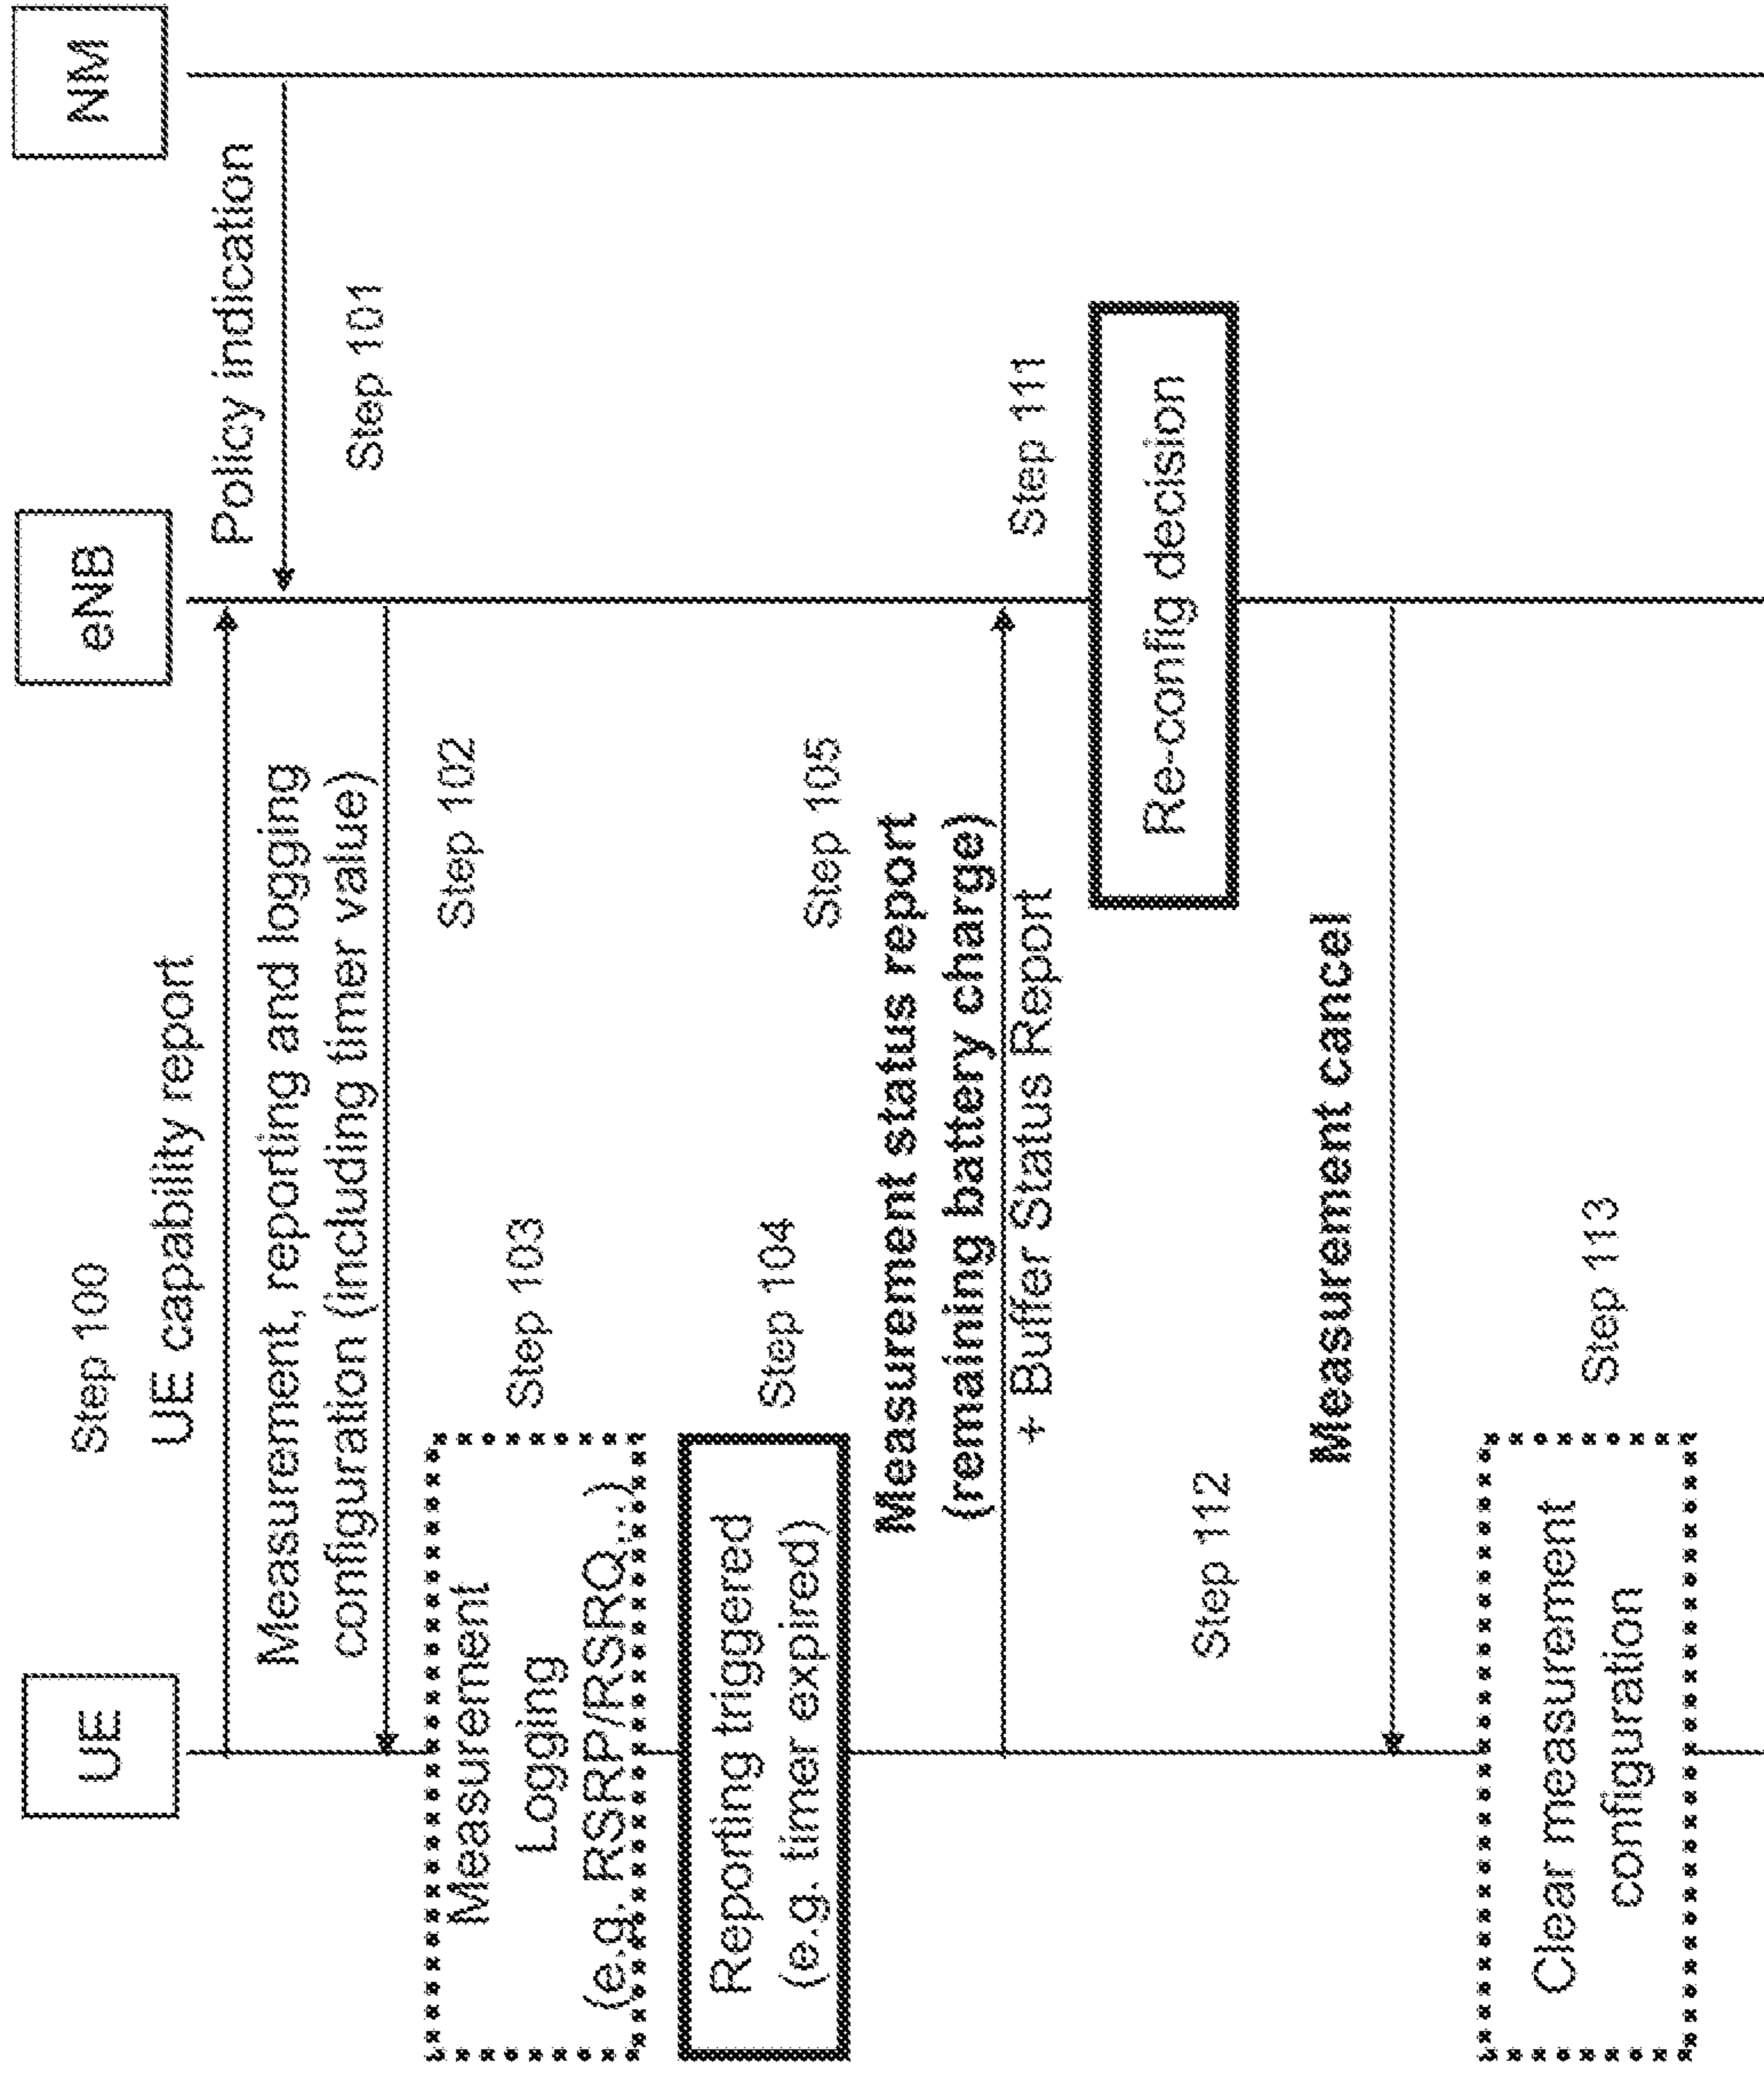 UE
eNB
NM
Step 100
UE capability report
Policy indication
Step 101
Measurement, reporting and logging
configuration (including timer value)
Step 102
Measurement
Logging
(e.g. RSRP/RSRQ...)
Step 103
Reporting triggered
(e.g. timer expired)
Step 104
Step 105
Measurement status report
(remaining battery charge)
+ Buffer Status Report
Step 111
Re-config decision
Step 112
Measurement cancel
Clear measurement
configuration
Step 113